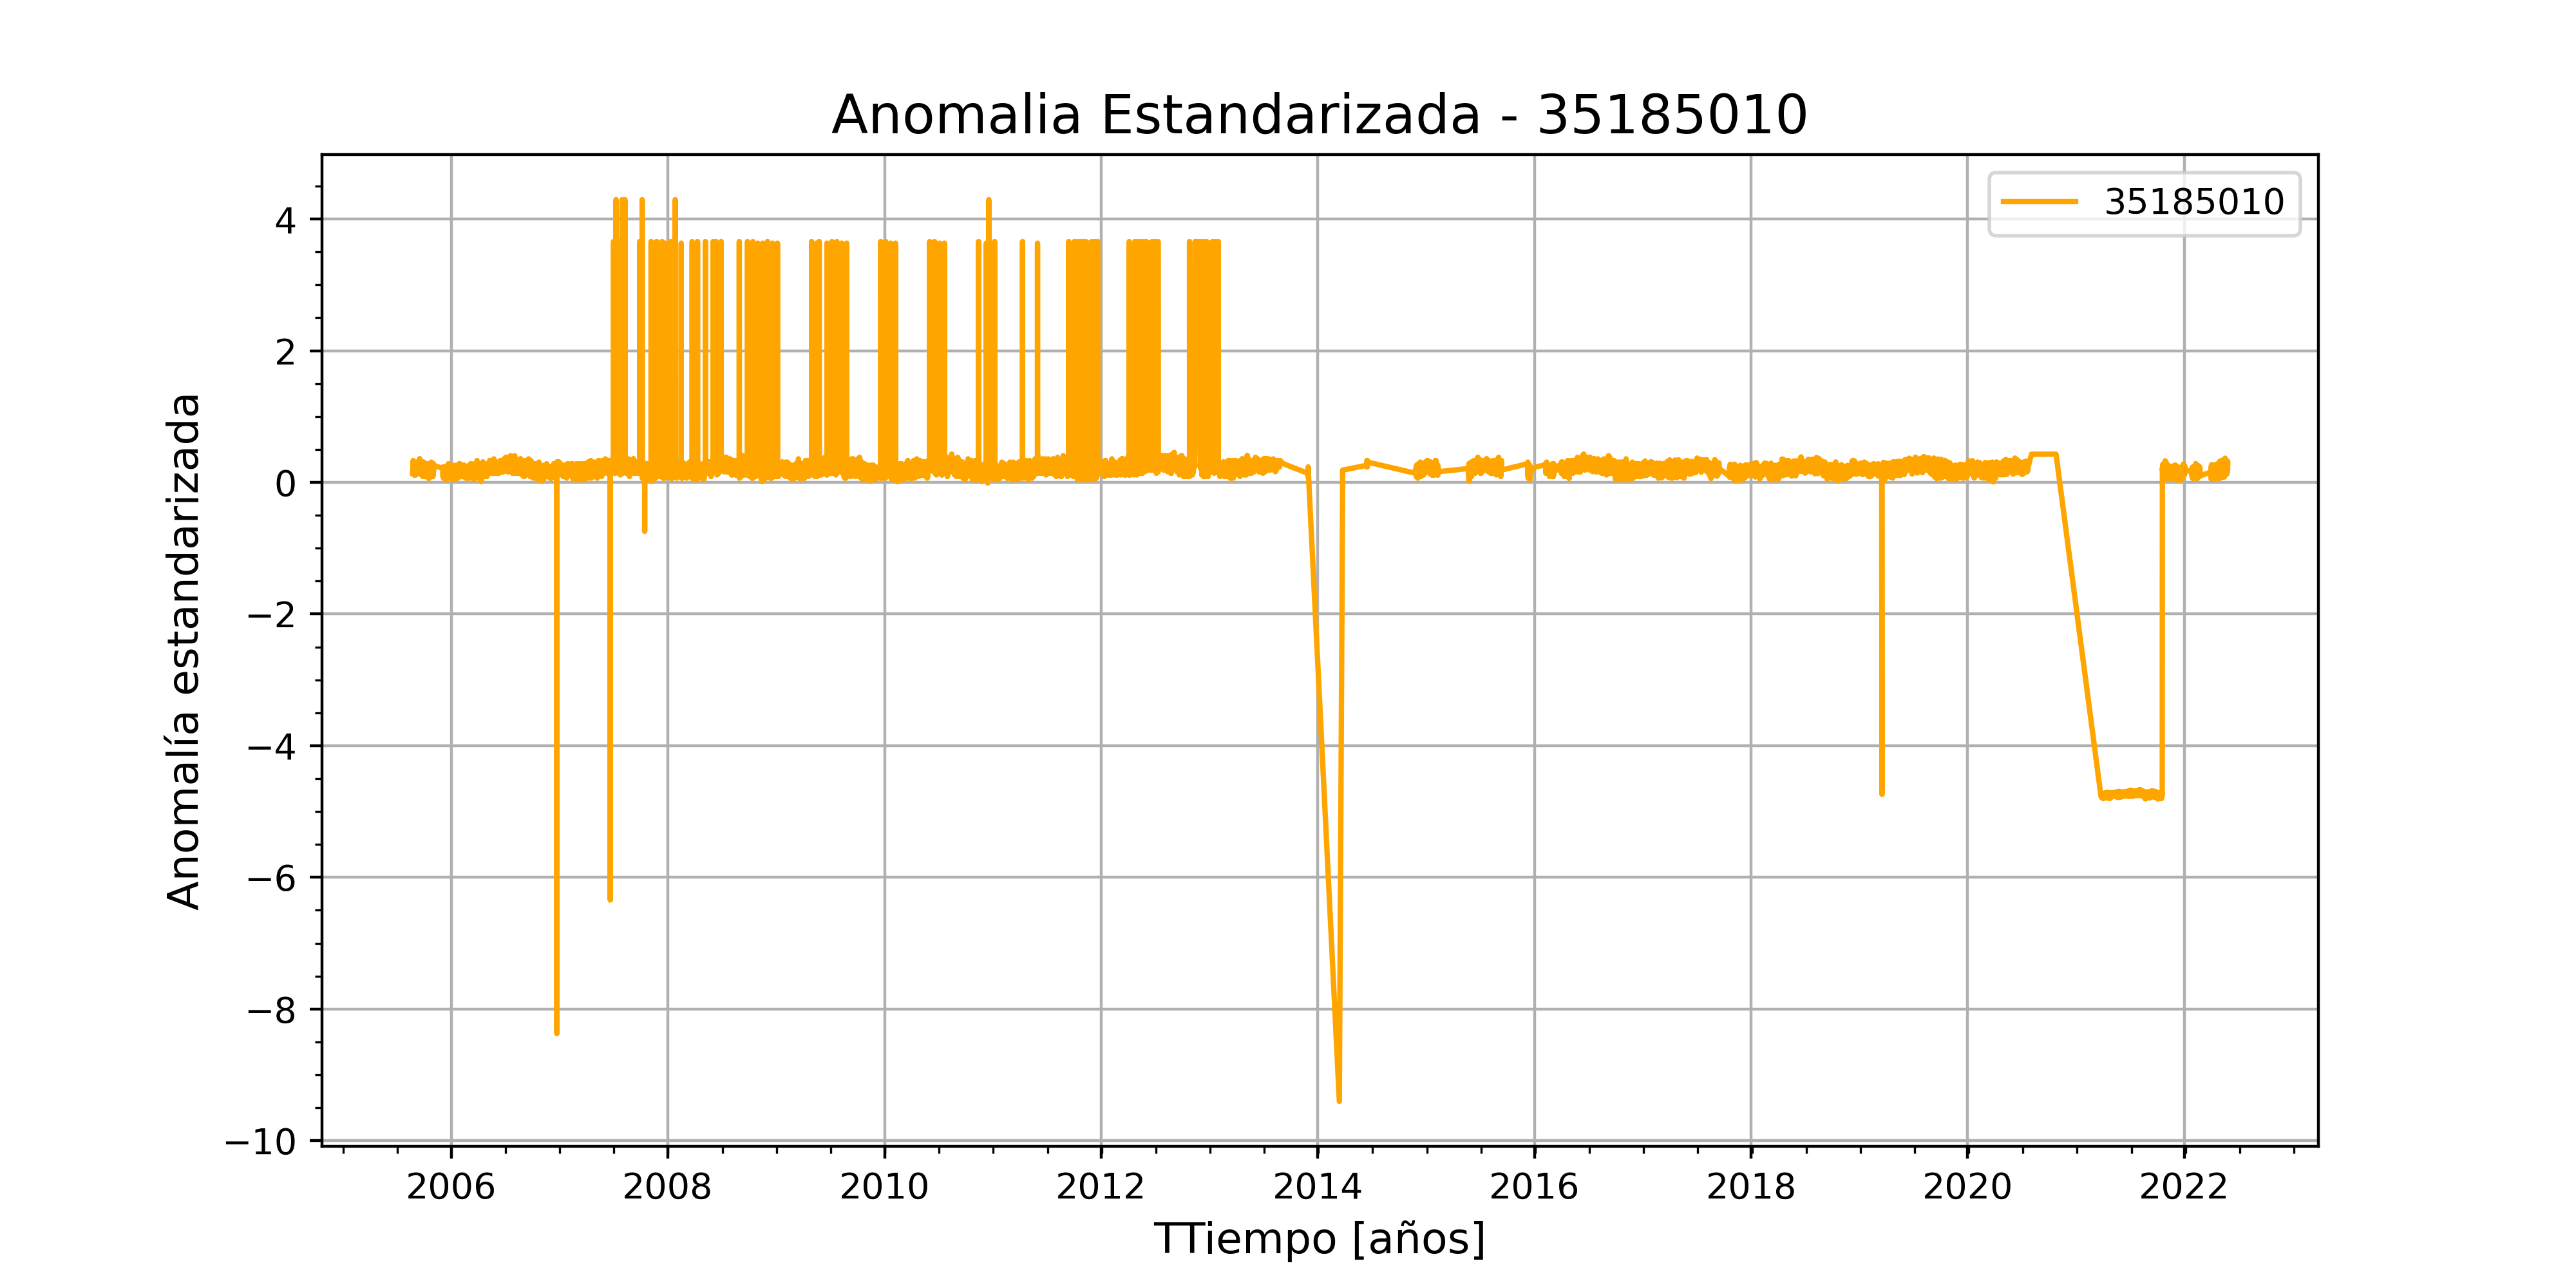 Anomalia Estandarizada - 35185010
35185010
Anomalía estandarizada
4
2
0
−2
−4
−6
−8
−10
2006 2008 2010 2012 2014 2016 2018 2020 2022
TTiempo [años]